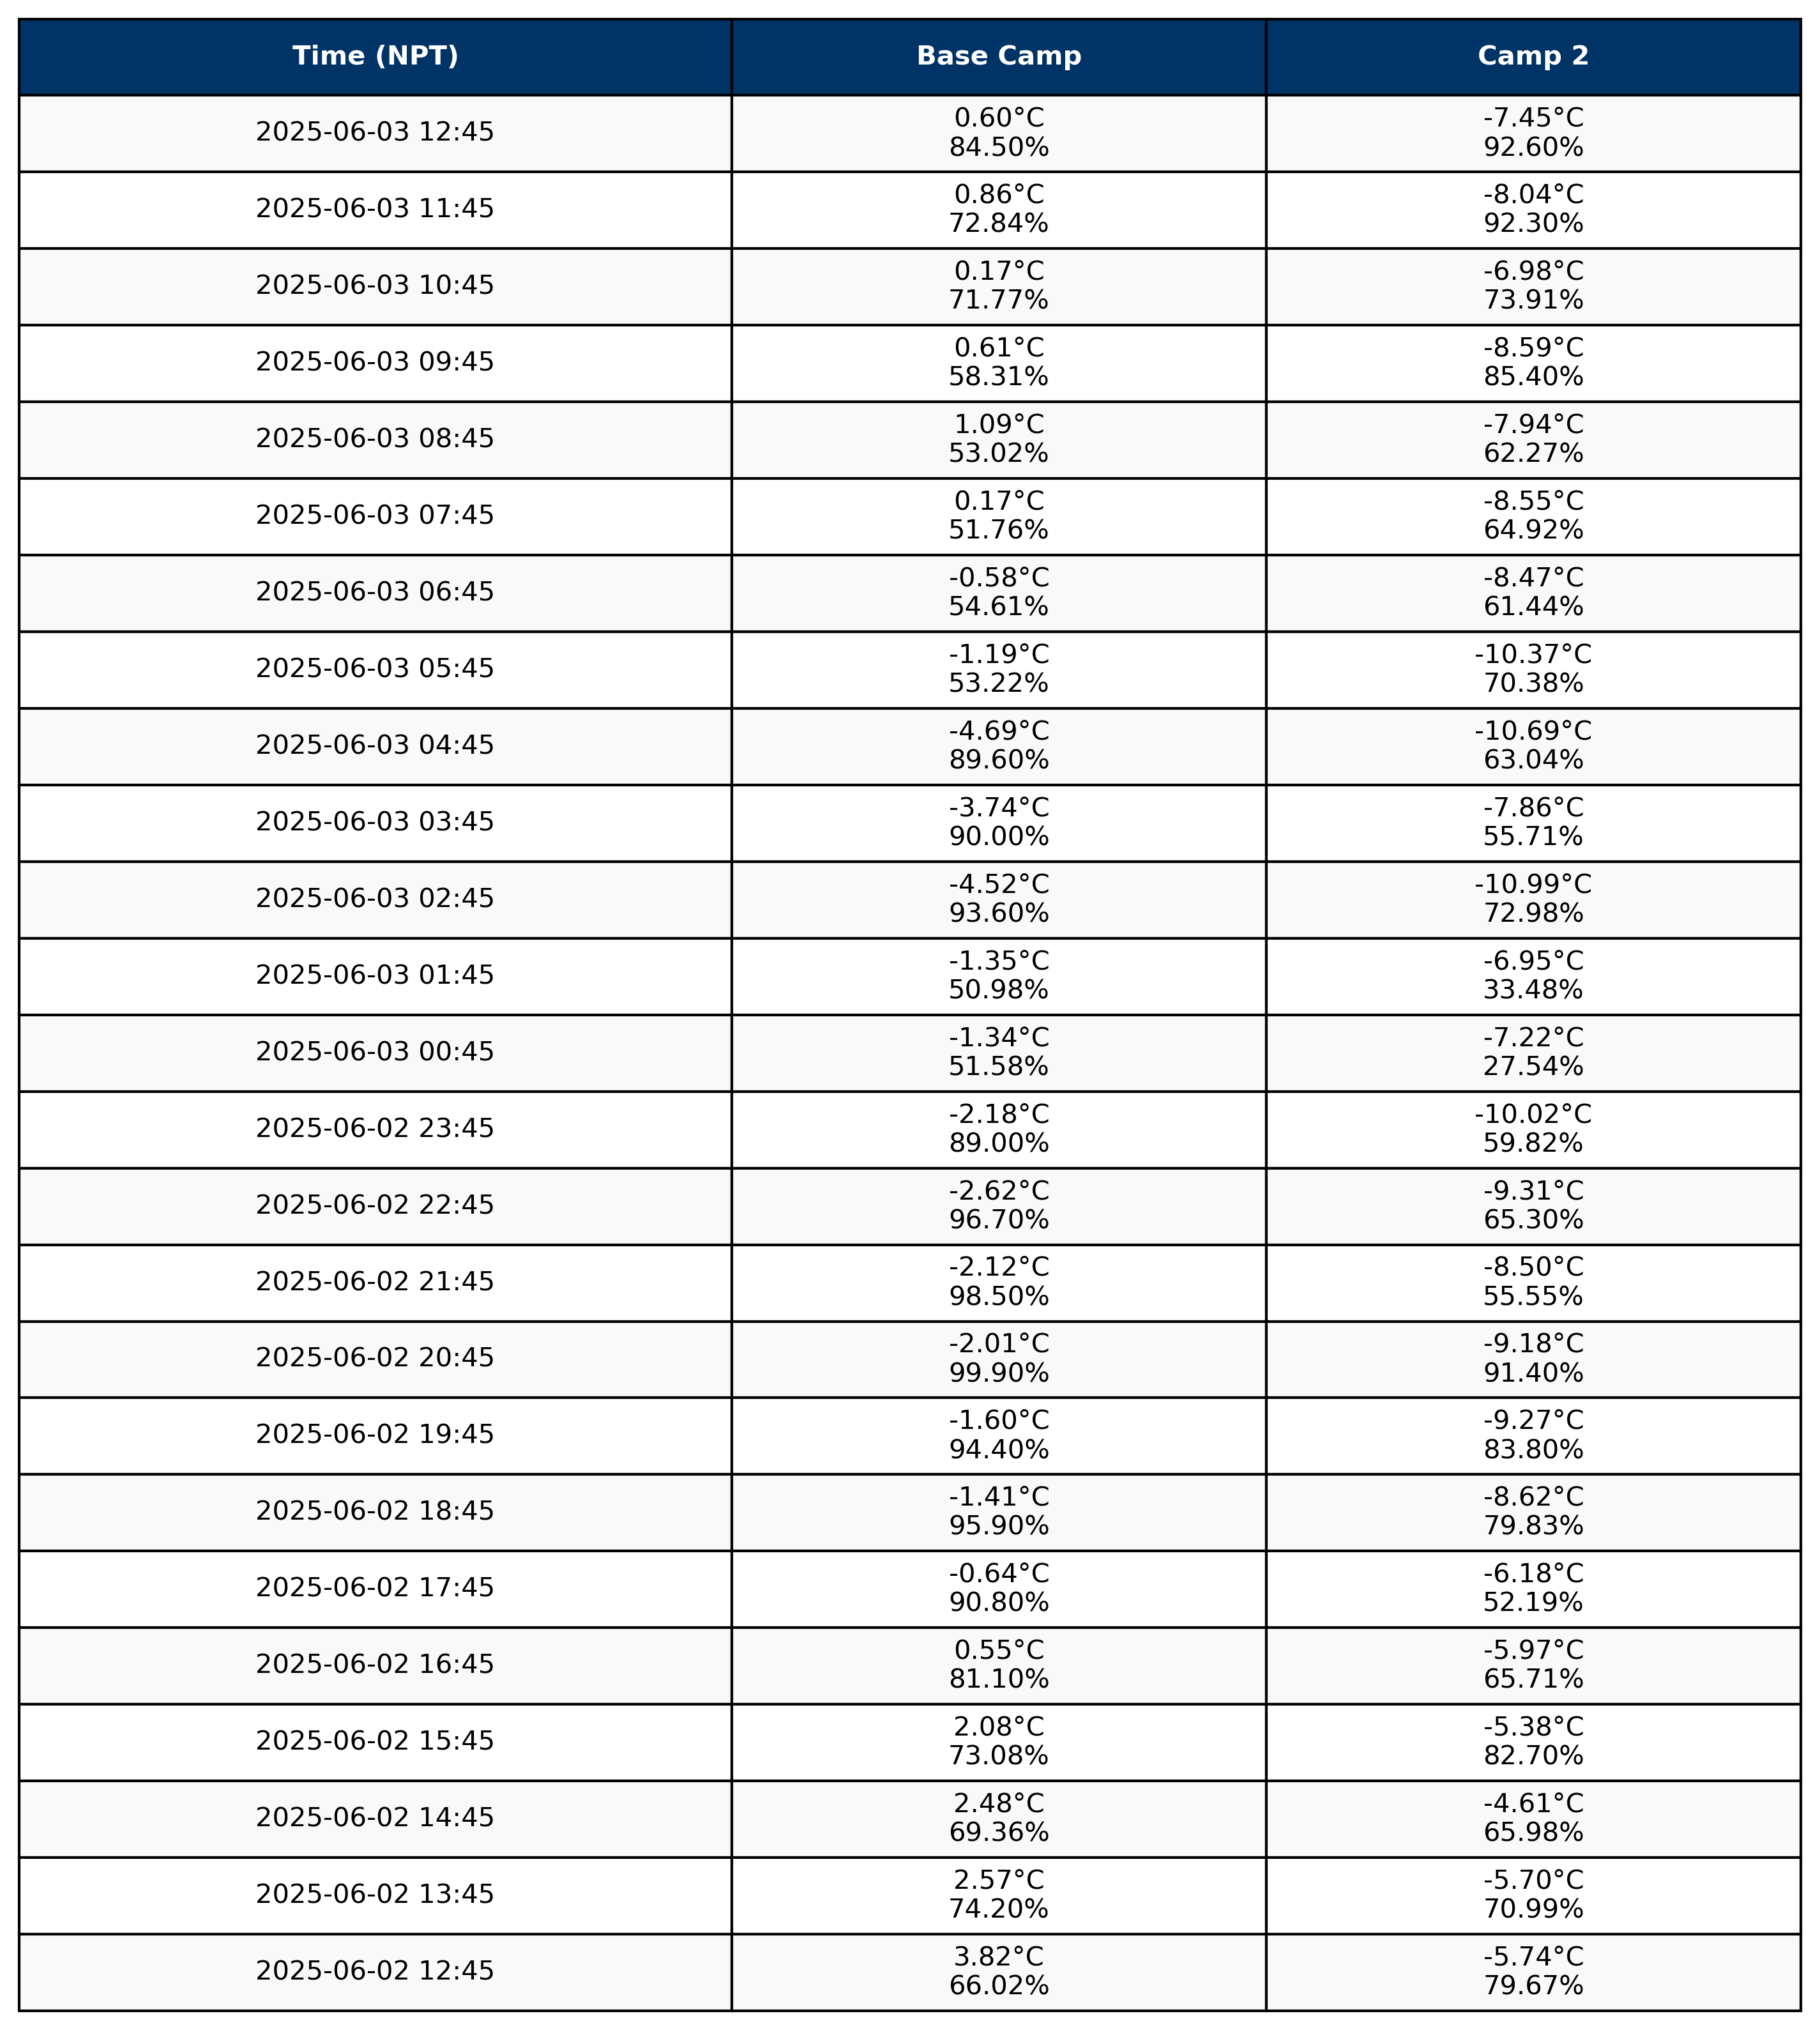 Time (NPT) Base Camp Camp 2
2025-06-03 12:45 0.60°C -7.45°C
84.50% 92.60%
2025-06-03 11:45 0.86°C -8.04°C
72.84% 92.30%
2025-06-03 10:45 0.17°C -6.98°C
71.77% 73.91%
2025-06-03 09:45 0.61°C -8.59°C
58.31% 85.40%
2025-06-03 08:45 1.09°C -7.94°C
53.02% 62.27%
2025-06-03 07:45 0.17°C -8.55°C
51.76% 64.92%
2025-06-03 06:45 -0.58°C -8.47°C
54.61% 61.44%
2025-06-03 05:45 -1.19°C -10.37°C
53.22% 70.38%
2025-06-03 04:45 -4.69°C -10.69°C
89.60% 63.04%
2025-06-03 03:45 -3.74°C -7.86°C
90.00% 55.71%
2025-06-03 02:45 -4.52°C -10.99°C
93.60% 72.98%
2025-06-03 01:45 -1.35°C -6.95°C
50.98% 33.48%
2025-06-03 00:45 -1.34°C -7.22°C
51.58% 27.54%
2025-06-02 23:45 -2.18°C -10.02°C
89.00% 59.82%
2025-06-02 22:45 -2.62°C -9.31°C
96.70% 65.30%
2025-06-02 21:45 -2.12°C -8.50°C
98.50% 55.55%
2025-06-02 20:45 -2.01°C -9.18°C
99.90% 91.40%
2025-06-02 19:45 -1.60°C -9.27°C
94.40% 83.80%
2025-06-02 18:45 -1.41°C -8.62°C
95.90% 79.83%
2025-06-02 17:45 -0.64°C -6.18°C
90.80% 52.19%
2025-06-02 16:45 0.55°C -5.97°C
81.10% 65.71%
2025-06-02 15:45 2.08°C -5.38°C
73.08% 82.70%
2025-06-02 14:45 2.48°C -4.61°C
69.36% 65.98%
2025-06-02 13:45 2.57°C -5.70°C
74.20% 70.99%
2025-06-02 12:45 3.82°C -5.74°C
66.02% 79.67%